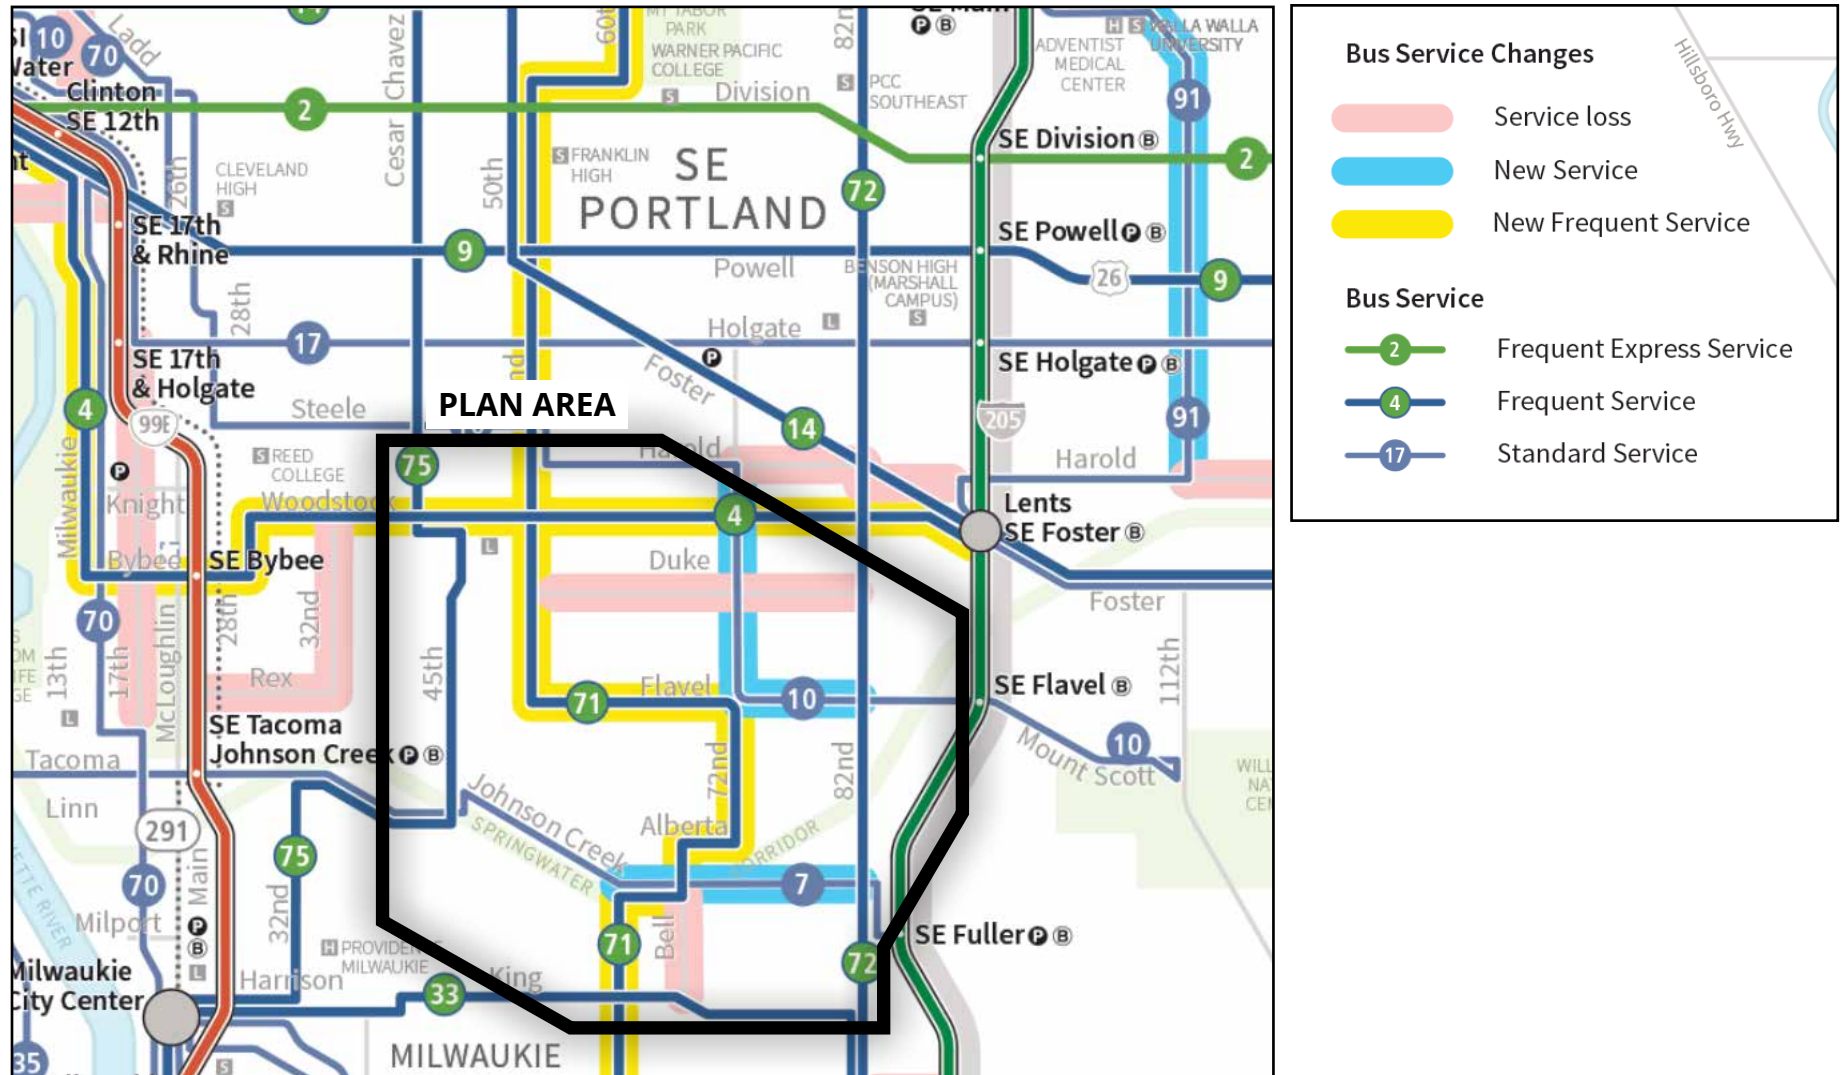 SE Main
P B
H S WALLA WALLA
UNIVERSITY
ADVENTIST
MEDICAL
CENTER
10
70
Ladd
Water
Clinton
SE 12th
Cesar Chavez
60th
MT TABOR
PARK
WARNER PACIFIC
COLLEGE
S
Division
82n
S PCC
SOUTHEAST
91
2
SE Division B
2
26th
CLEVELAND
HIGH
S
50th
S FRANKLIN
HIGH
SE
PORTLAND
72
SE 17th
& Rhine
9
Powell
SE Powell P B
26
9
BENSON HIGH
(MARSHALL
CAMPUS)
S
28th
17
Holgate
L
P
SE 17th
& Holgate
SE Holgate P B
Foster
4
99E
Steele
PLAN AREA
14
205
91
Milwaukie
P
S REED
COLLEGE
75
Harold
Harold
Knight
Woodstock
4
Lents
SE Foster B
Bybee
SE Bybee
L
Duke
Foster
70
13th
17th
McLoughlin
28th
32nd
Rex
45th
L
71
Flavel
10
SE Flavel B
112th
SE Tacoma
Johnson Creek P B
Tacoma
72nd
82nd
Mount Scott
10
Linn
Johnson Creek
SPRINGWATER
CORRIDOR
Alberta
291
75
70
Main
7
Milport
P
B
L
32nd
H PROVIDENCE
MILWAUKIE
71
Bell
72
SE Fuller P B
Milwaukie
City Center
Harrison
33
King
35
S
MILWAUKIE
Bus Service Changes
Service loss
New Service
New Frequent Service
Bus Service
2 Frequent Express Service
4 Frequent Service
17 Standard Service
Hillsboro Hwy